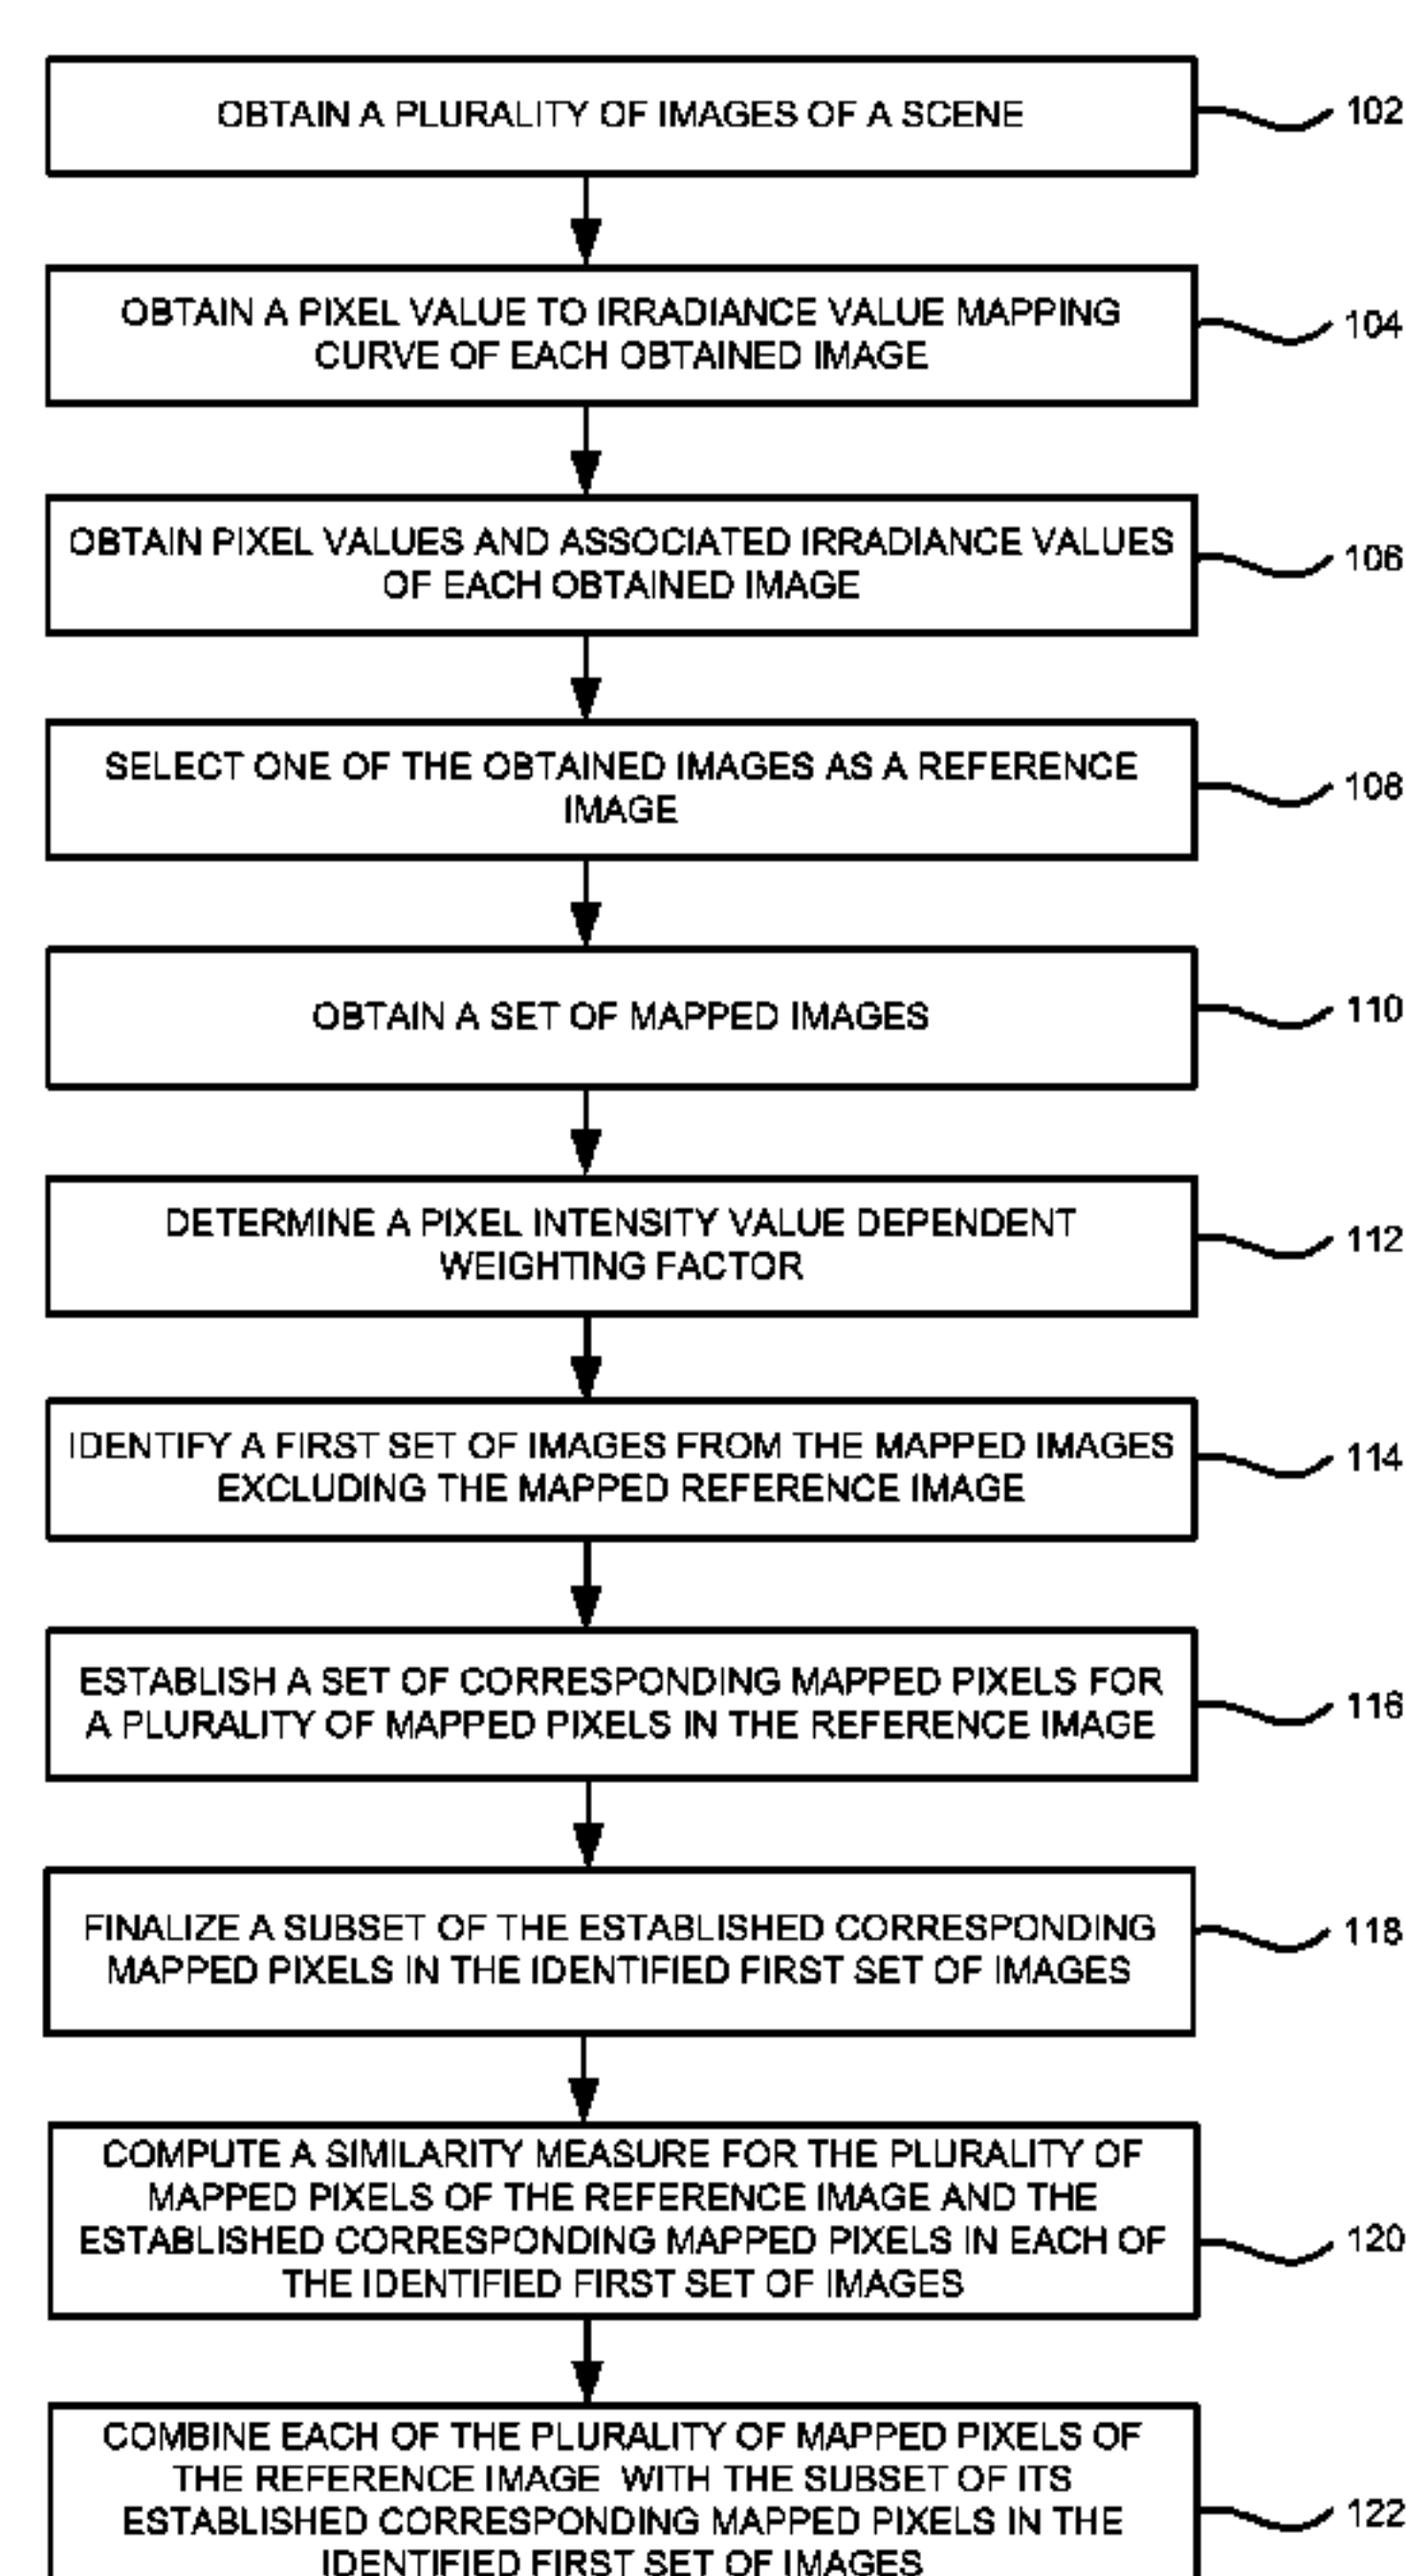 OBTAIN A PLURALITY OF IMAGES OF A SCENE
102
OBTAIN A PIXEL VALUE TO IRRADIANCE VALUE MAPPING
CURVE OF EACH OBTAINED IMAGE
104
OBTAIN PIXEL VALUES AND ASSOCIATED IRRADIANCE VALUES
OF EACH OBTAINED IMAGE
106
SELECT ONE OF THE OBTAINED IMAGES AS A REFERENCE
IMAGE
108
OBTAIN A SET OF MAPPED IMAGES
110
DETERMINE A PIXEL INTENSITY VALUE DEPENDENT
WEIGHTING FACTOR
112
IDENTIFY A FIRST SET OF IMAGES FROM THE MAPPED IMAGES
EXCLUDING THE MAPPED REFERENCE IMAGE
114
ESTABLISH A SET OF CORRESPONDING MAPPED PIXELS FOR
A PLURALITY OF MAPPED PIXELS IN THE REFERENCE IMAGE
116
FINALIZE A SUBSET OF THE ESTABLISHED CORRESPONDING
MAPPED PIXELS IN THE IDENTIFIED FIRST SET OF IMAGES
118
COMPUTE A SIMILARITY MEASURE FOR THE PLURALITY OF
MAPPED PIXELS OF THE REFERENCE IMAGE AND THE
ESTABLISHED CORRESPONDING MAPPED PIXELS IN EACH OF
THE IDENTIFIED FIRST SET OF IMAGES
120
COMBINE EACH OF THE PLURALITY OF MAPPED PIXELS OF
THE REFERENCE IMAGE WITH THE SUBSET OF ITS
ESTABLISHED CORRESPONDING MAPPED PIXELS IN THE
IDENTIFIED FIRST SET OF IMAGES
122